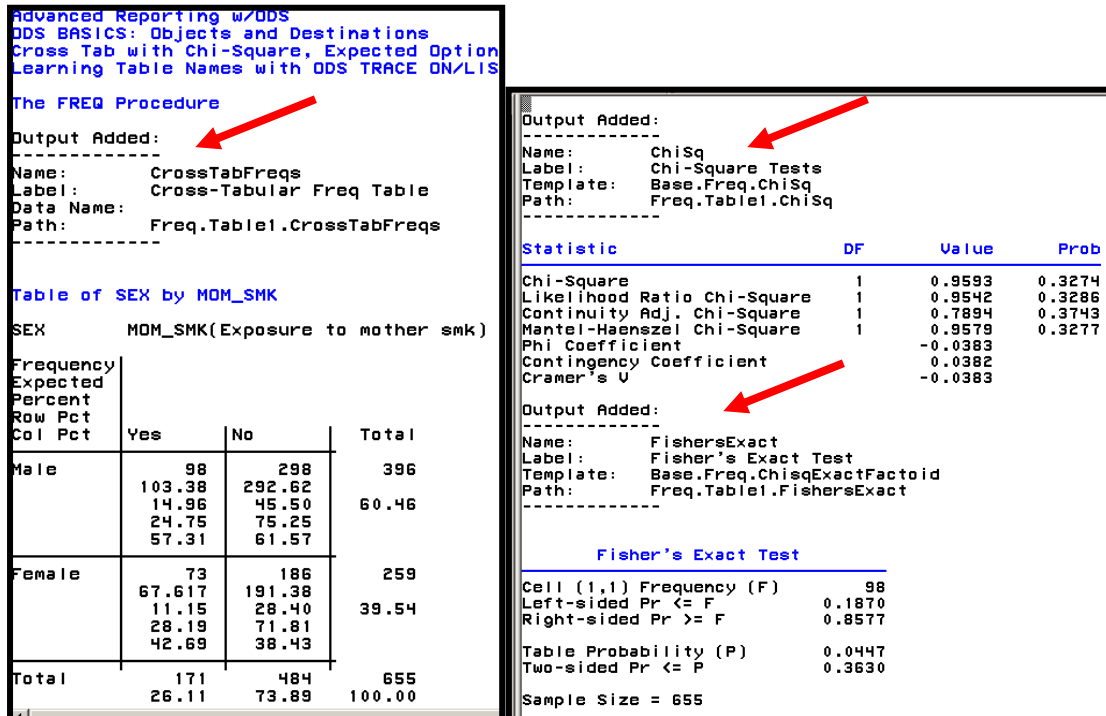 Advanced Reporting w/ODS
ODS BASICS: Objects and Destinations
Cross Tab with Chi-Square, Expected Option
Learning Table Names with ODS TRACE ON/LIS
The FREQ Procedure
Output Added:
-------------
Name: CrossTabFreqs
Label: Cross-Tabular Freq Table
Data Name:
Path: Freq.Table1.CrossTabFreqs
-------------
Table of SEX by MOM_SMK
SEX MOM_SMK(Exposure to mother smk)
Frequency
Expected
Percent
Row Pct
Col Pct Yes No Total
Male 98 298 396
103.38 292.62
14.96 45.50 60.46
24.75 75.25
57.31 61.57
Female 73 186 259
67.617 191.38
11.15 28.40 39.54
28.19 71.81
42.69 38.43
Total 171 484 655
26.11 73.89 100.00
Output Added:
-------------
Name: ChiSq
Label: Chi-Square Tests
Template: Base.Freq.ChiSq
Path: Freq.Table1.ChiSq
-------------
Statistic DF Value Prob
Chi-Square 1 0.9593 0.3274
Likelihood Ratio Chi-Square 1 0.9542 0.3286
Continuity Adj. Chi-Square 1 0.7894 0.3743
Mantel-Haenszel Chi-Square 1 0.9579 0.3277
Phi Coefficient -0.0383
Contingency Coefficient 0.0382
Cramer's V -0.0383
Output Added:
-------------
Name: FishersExact
Label: Fisher's Exact Test
Template: Base.Freq.ChisqExactFactoid
Path: Freq.Table1.FishersExact
-------------
Fisher's Exact Test
Cell (1,1) Frequency (F) 98
Left-sided Pr <= F 0.1870
Right-sided Pr >= F 0.8577
Table Probability (P) 0.0447
Two-sided Pr <= P 0.3630
Sample Size = 655